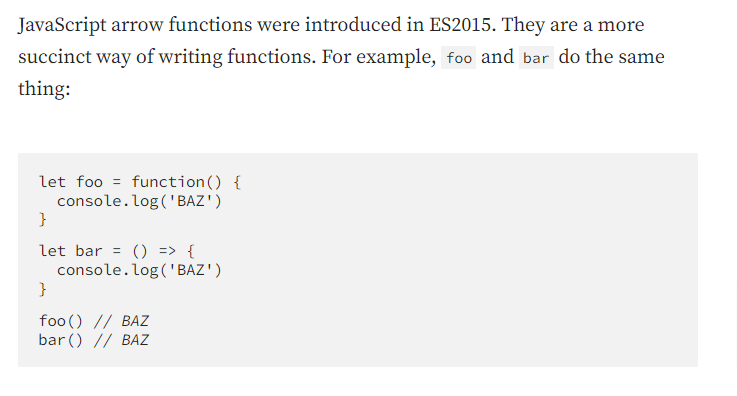 JavaScript arrow functions were introduced in ES2015. They are a more
succinct way of writing functions. For example, foo and bar do the same
thing:
let foo = function() {
  console.log('BAZ')
}
let bar = () => {
  console.log('BAZ')
}
foo() // BAZ
bar() // BAZ